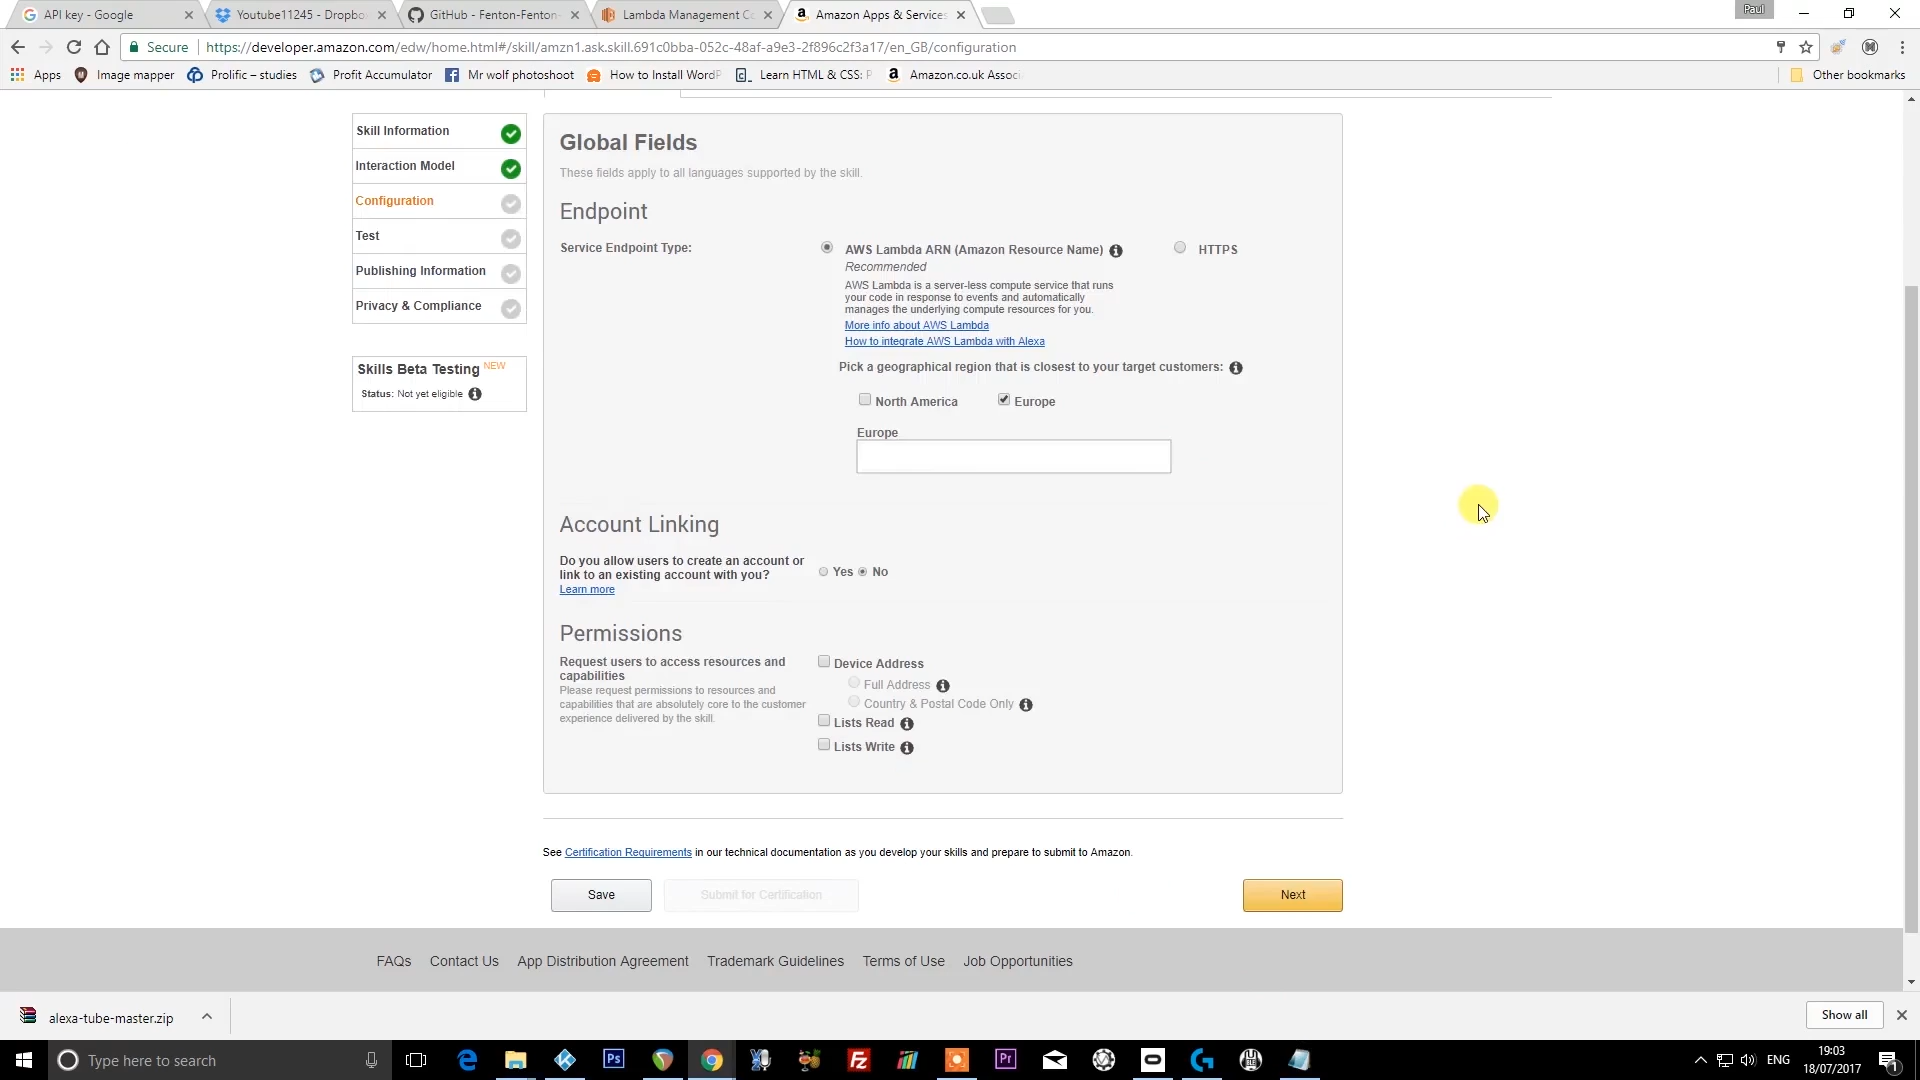 API key - Google
Youtube11245 - Dropbo
GitHub - Fenton-Fenton-
Lambda Management Co
Amazon Apps & Services
Paul
Secure
https://developer.amazon.com/edw/home.html#/skill/amzn1.ask.skill.691c0bba-052c-48af-a9e3-2f896c2f3a17/en_GB/configuration
Apps
Image mapper
Prolific – studies
Profit Accumulator
Mr wolf photoshoot
How to Install WordP
Learn HTML & CSS: P
Amazon.co.uk Associ
Other bookmarks
Skill Information
Interaction Model
Configuration
Test
Publishing Information
Privacy & Compliance
Skills Beta Testing NEW
Status: Not yet eligible
Global Fields
These fields apply to all languages supported by the skill.
Endpoint
Service Endpoint Type:
AWS Lambda ARN (Amazon Resource Name)
HTTPS
Recommended
AWS Lambda is a server-less compute service that runs
your code in response to events and automatically
manages the underlying compute resources for you.
More info about AWS Lambda
How to integrate AWS Lambda with Alexa
Pick a geographical region that is closest to your target customers:
North America
Europe
Europe
Account Linking
Do you allow users to create an account or
link to an existing account with you?
Yes
No
Learn more
Permissions
Request users to access resources and
capabilities
Please request permissions to resources and
capabilities that are absolutely core to the customer
experience delivered by the skill.
Device Address
Full Address
Country & Postal Code Only
Lists Read
Lists Write
See Certification Requirements in our technical documentation as you develop your skills and prepare to submit to Amazon.
Save
Submit for Certification
Next
FAQs
Contact Us
App Distribution Agreement
Trademark Guidelines
Terms of Use
Job Opportunities
alexa-tube-master.zip
Show all
Type here to search
Ps
Fz
Pr
ENG
19:03
18/07/2017
1